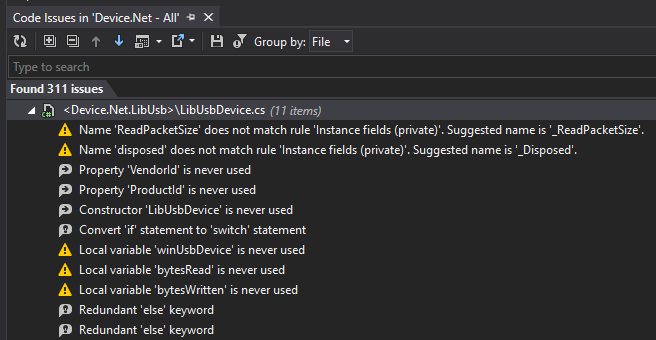 Code Issues in 'Device.Net - All'
Group by: File
Type to search
Found 311 issues
<Device.Net.LibUsb>\LibUsbDevice.cs (11 items)
Name 'ReadPacketSize' does not match rule 'Instance fields (private)'. Suggested name is '_ReadPacketSize'.
Name 'disposed' does not match rule 'Instance fields (private)'. Suggested name is '_Disposed'.
Property 'VendorId' is never used
Property 'ProductId' is never used
Constructor 'LibUsbDevice' is never used
Convert 'if' statement to 'switch' statement
Local variable 'winUsbDevice' is never used
Local variable 'bytesRead' is never used
Local variable 'bytesWritten' is never used
Redundant 'else' keyword
Redundant 'else' keyword